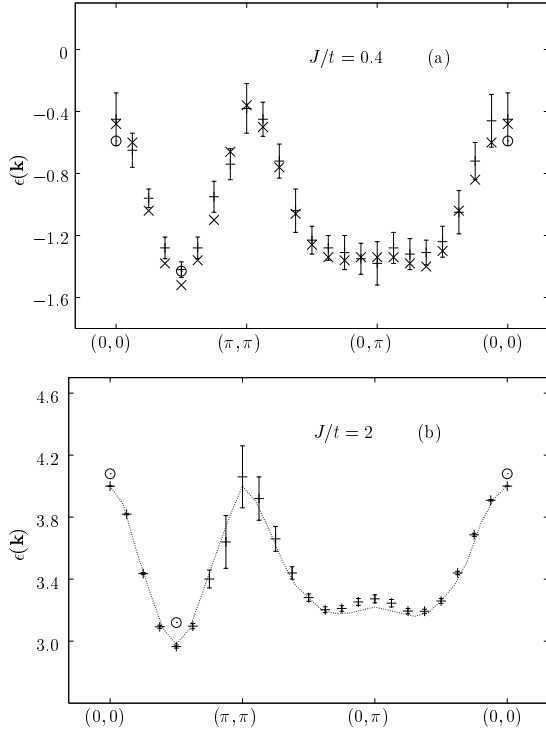 0
J/t = 0.4 (a)
−0.4
−0.8
−1.2
−1.6
ϵ(k)
(0, 0) (π, π) (0, π) (0, 0)
4.6
J/t = 2 (b)
4.2
3.8
3.4
3.0
ϵ(k)
(0, 0) (π, π) (0, π) (0, 0)